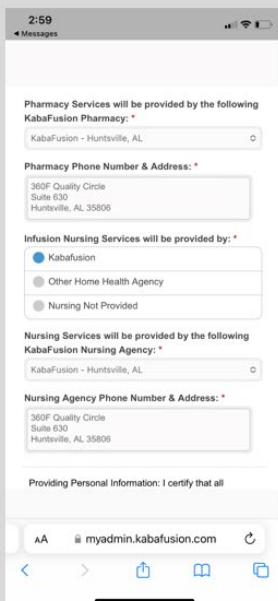 2:59
Messages
Pharmacy Services will be provided by the following
KabaFusion Pharmacy: *
KabaFusion - Huntsville, AL
Pharmacy Phone Number & Address: *
360F Quality Circle
Suite 630
Huntsville, AL 35806
Infusion Nursing Services will be provided by: *
Kabafusion
Other Home Health Agency
Nursing Not Provided
Nursing Services will be provided by the following
KabaFusion Nursing Agency: *
KabaFusion - Huntsville, AL
Nursing Agency Phone Number & Address: *
360F Quality Circle
Suite 630
Huntsville, AL 35806
Providing Personal Information: I certify that all
AA myadmin.kabafusion.com